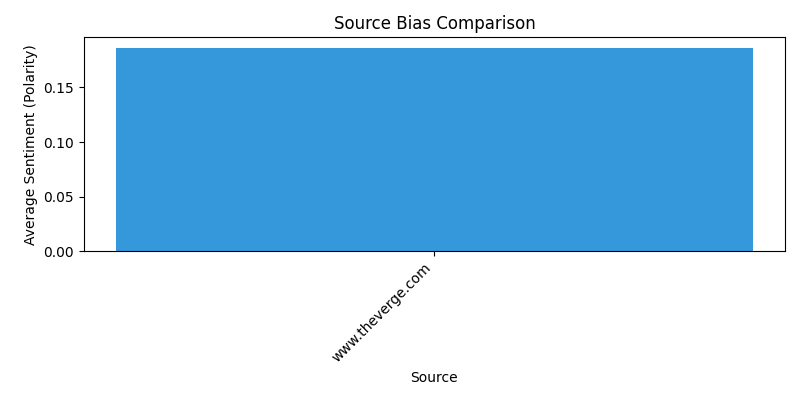 Source Bias Comparison
Average Sentiment (Polarity)
0.15
0.10
0.05
0.00
www.theverge.com
Source